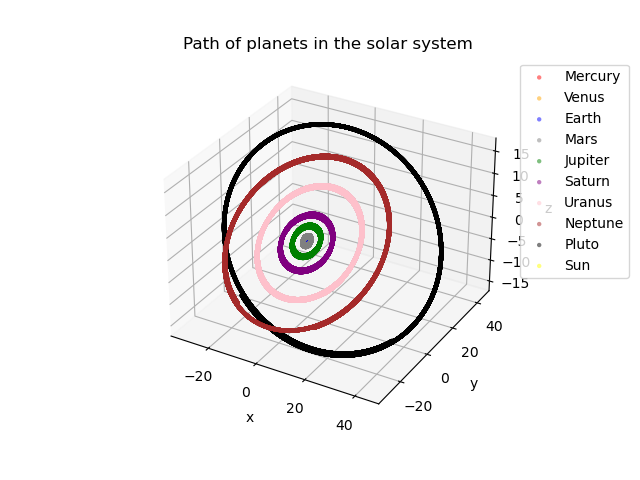 Path of planets in the solar system
Mercury
Venus
Earth
Mars
Jupiter
Saturn
Uranus
Neptune
Pluto
Sun
15
10
5
0
−5
−10
−15
z
−20
0
20
40
x
−20
0
20
40
y